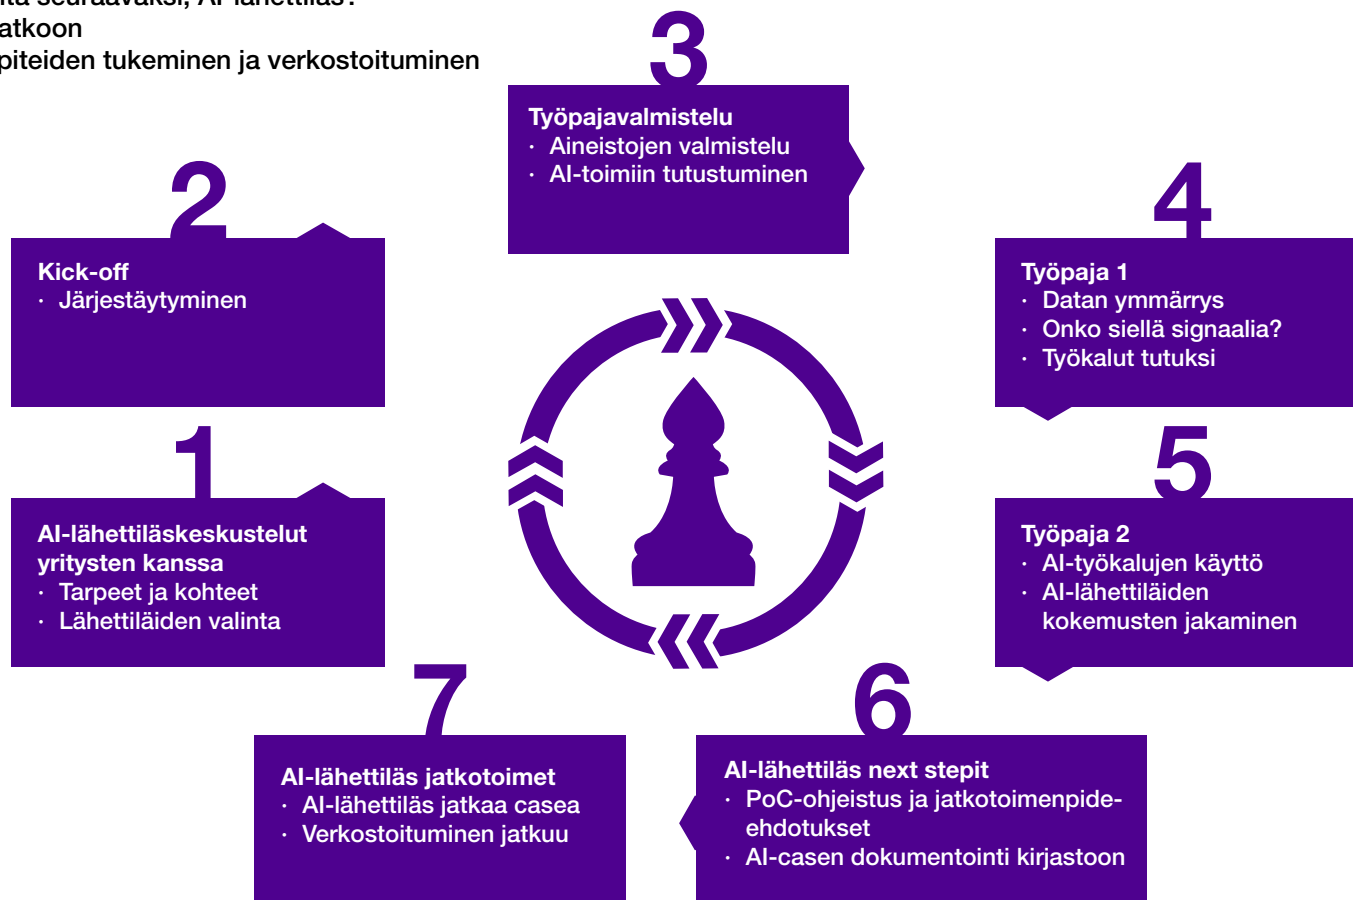 seuraavaksi, AI-lähettiläs?
tukeminen ja verkostoituminen
3
Työpajavalmistelu
· Aineistojen valmistelu
· AI-toimiin tutustuminen
2
Kick-off
· Järjestäytyminen
4
Työpaja 1
· Datan ymmärrys
· Onko siellä signaalia?
· Työkalut tutuksi
1
AI-lähettiläskeskustelut
yritysten kanssa
· Tarpeet ja kohteet
· Lähettiläiden valinta
5
Työpaja 2
· AI-työkalujen käyttö
· AI-lähettiläiden
kokemusten jakaminen
7
AI-lähettiläs jatkotoimet
· AI-lähettiläs jatkaa casea
· Verkostoituminen jatkuu
6
AI-lähettiläs next stepit
· PoC-ohjeistus ja jatkotoimenpide-
ehdotukset
· AI-casen dokumentointi kirjastoon